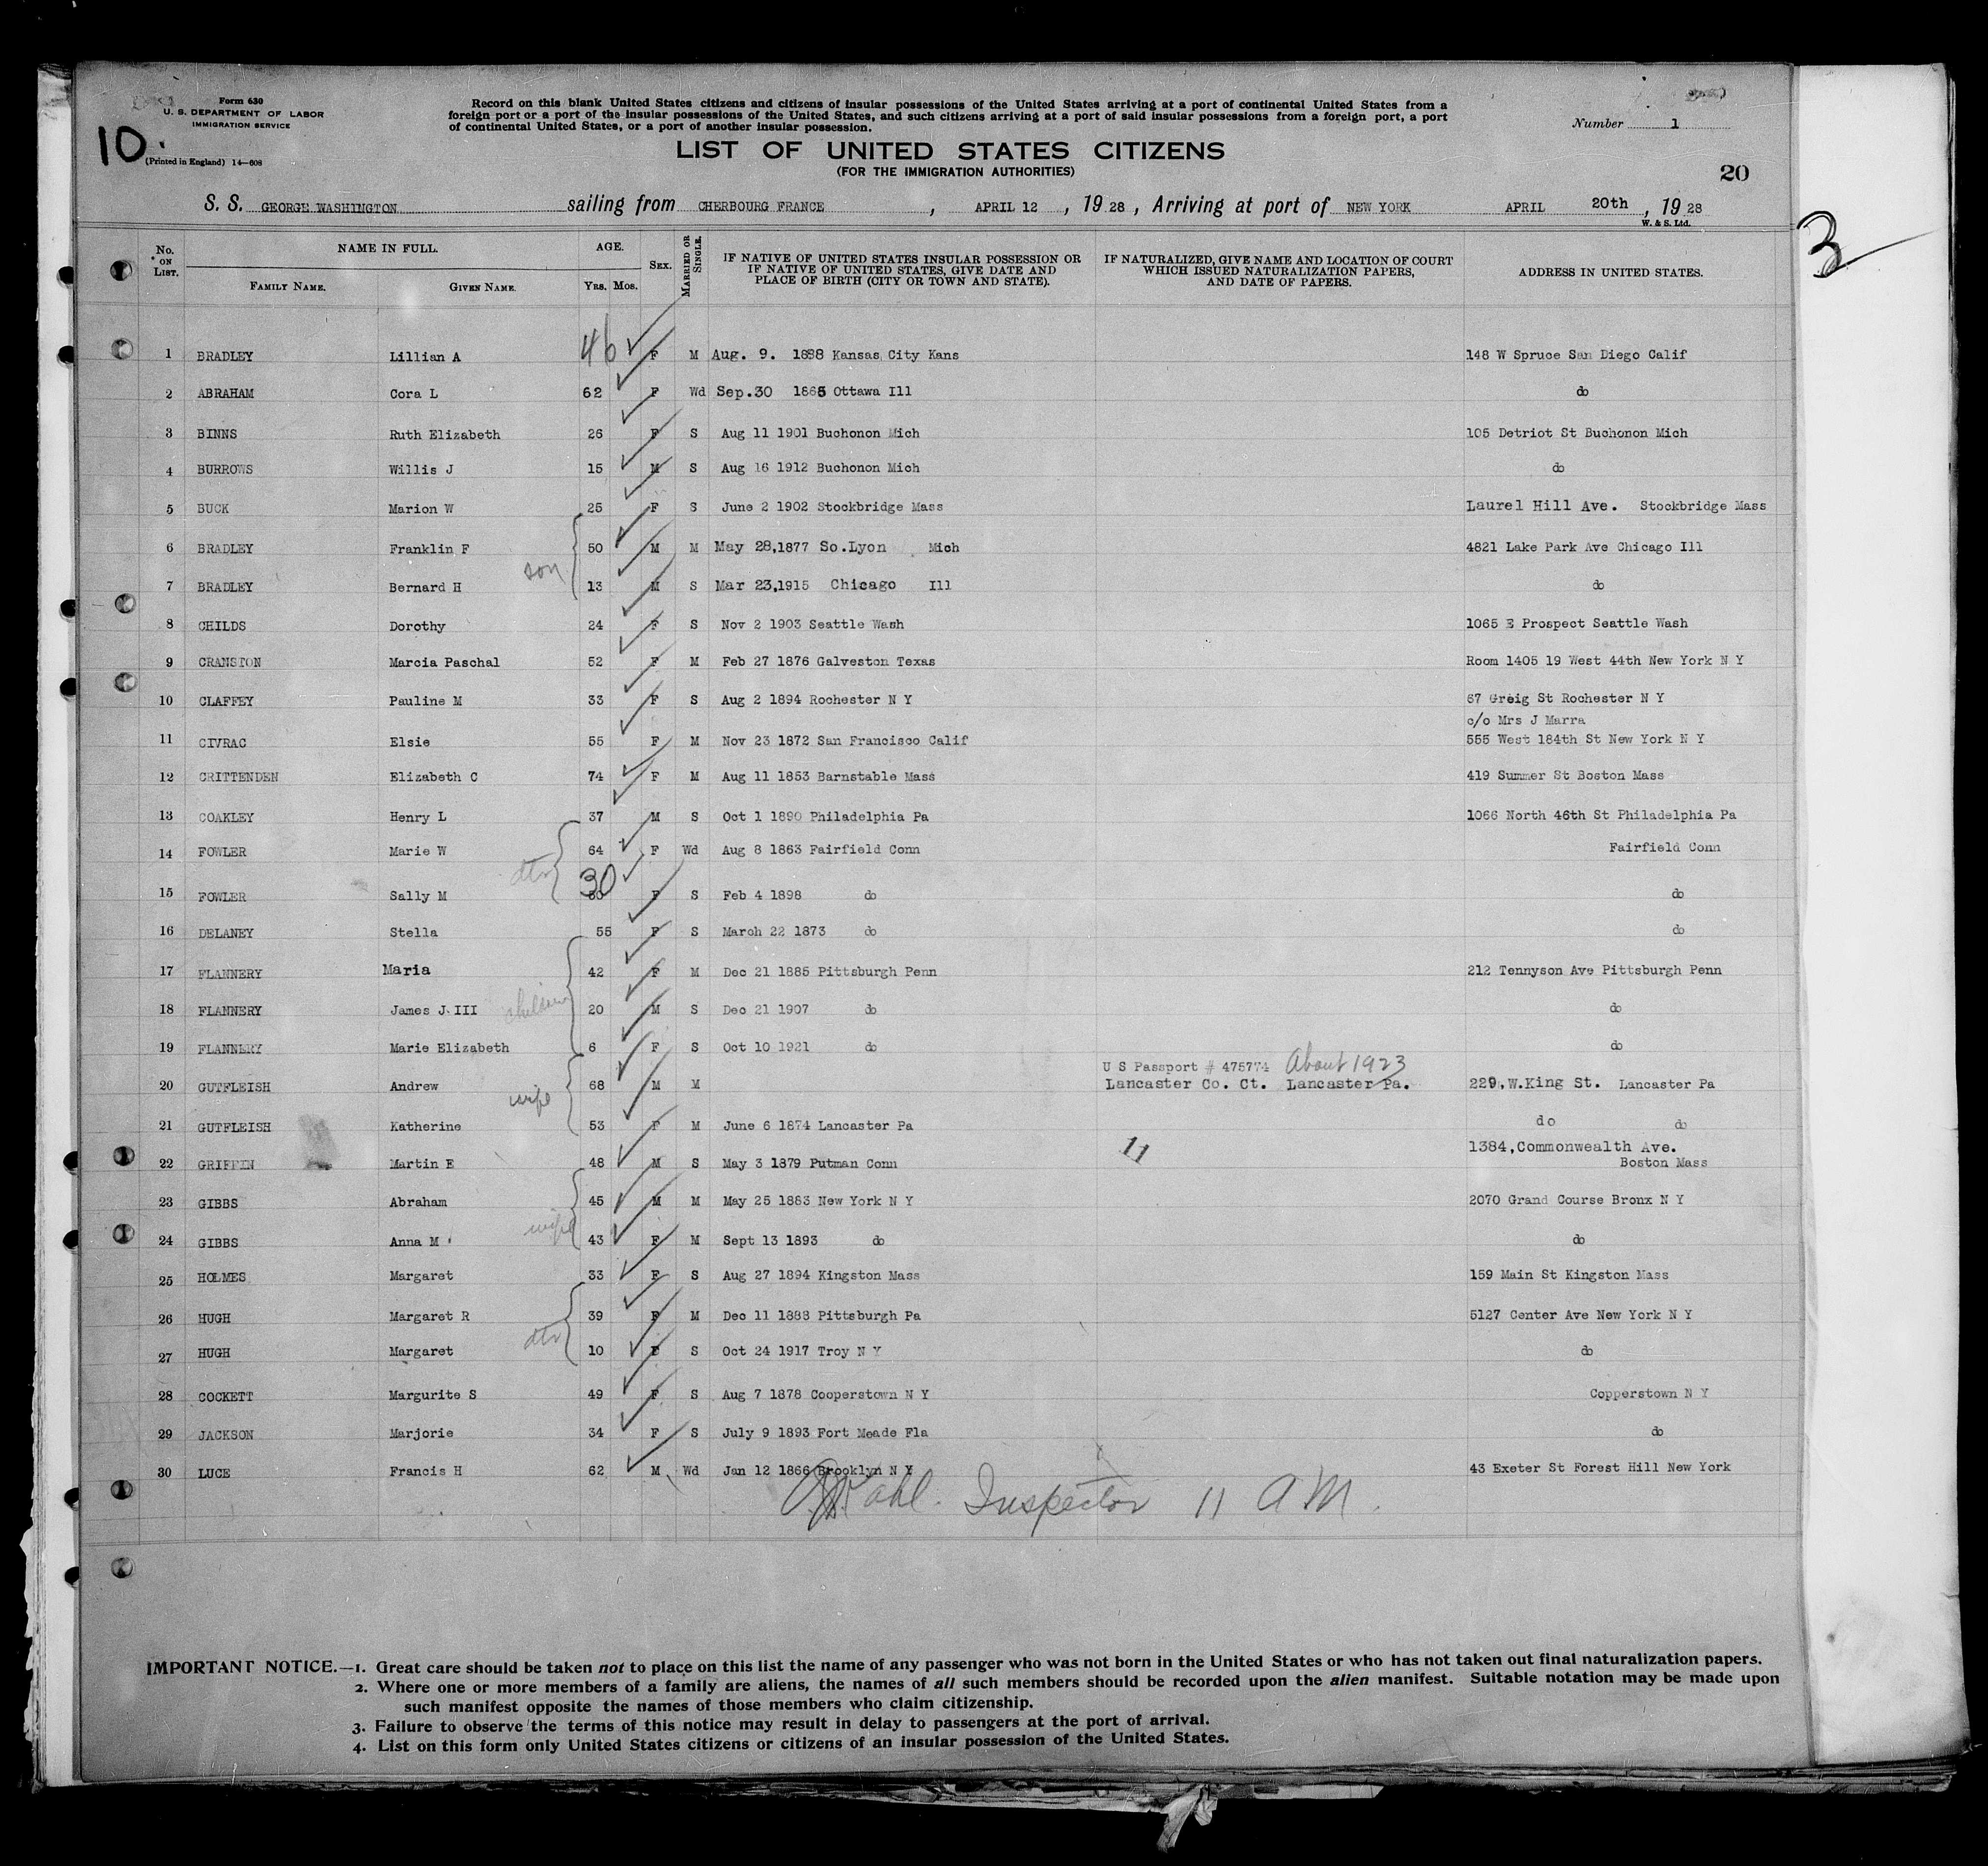 Form 630
U. S. DEPARTMENT OF LABOR
IMMIGRATION SERVICE
10.
(Printed in England) 14—608
Record on this blank United States citizens and citizens of insular possessions of the United States arriving at a port of continental United States from a
foreign port or a port of the insular possessions of the United States, and such citizens arriving at a port of said insular possessions from a foreign port, a port
of continental United States, or a port of another insular possession.
Number 1
LIST OF UNITED STATES CITIZENS
(FOR THE IMMIGRATION AUTHORITIES)
20
S. S. GEORGE WASHINGTON sailing from CHERBOURG FRANCE, APRIL 12, 1928, Arriving at port of NEW YORK APRIL 20th, 1928
W. & S. Ltd.
3
No. ON LIST. NAME IN FULL. FAMILY NAME. GIVEN NAME. AGE. YRS. MOS. SEX. MARRIED OR SINGLE. IF NATIVE OF UNITED STATES INSULAR POSSESSION OR IF NATIVE OF UNITED STATES, GIVE DATE AND PLACE OF BIRTH (CITY OR TOWN AND STATE). IF NATURALIZED, GIVE NAME AND LOCATION OF COURT WHICH ISSUED NATURALIZATION PAPERS, AND DATE OF PAPERS. ADDRESS IN UNITED STATES.
1 BRADLEY Lillian A 46 F M Aug. 9. 1888 Kansas City Kans 148 W Spruce San Diego Calif
2 ABRAHAM Cora L 62 F Wd Sep.30 1865 Ottawa Ill do
3 BINNS Ruth Elizabeth 26 F S Aug 11 1901 Buchonon Mich 105 Detriot St Buchonon Mich
4 BURROWS Willis J 15 M S Aug 16 1912 Buchonon Mich do
5 BUCK Marion W 25 F S June 2 1902 Stockbridge Mass Laurel Hill Ave. Stockbridge Mass
6 BRADLEY Franklin F 50 M M May 28,1877 So.Lyon Mich 4821 Lake Park Ave Chicago Ill
7 BRADLEY Bernard H son 13 M S Mar 23,1915 Chicago Ill do
8 CHILDS Dorothy 24 F S Nov 2 1903 Seattle Wash 1065 E Prospect Seattle Wash
9 CRANSTON Marcia Paschal 52 F M Feb 27 1876 Galveston Texas Room 1405 19 West 44th New York N Y
10 CLAFFEY Pauline M 33 F S Aug 2 1894 Rochester N Y 67 Greig St Rochester N Y
c/o Mrs J Marra
11 CIVRAC Elsie 55 F M Nov 23 1872 San Francisco Calif 555 West 184th St New York N Y
12 CRITTENDEN Elizabeth C 74 F M Aug 11 1853 Barnstable Mass 419 Summer St Boston Mass
13 COAKLEY Henry L 37 M S Oct 1 1890 Philadelphia Pa 1066 North 46th St Philadelphia Pa
14 FOWLER Marie W 64 F Wd Aug 8 1863 Fairfield Conn Fairfield Conn
15 FOWLER Sally M dtr 30 F S Feb 4 1898 do do
16 DELANEY Stella 55 F S March 22 1873 do do
17 FLANNERY Maria 42 F M Dec 21 1885 Pittsburgh Penn 212 Tennyson Ave Pittsburgh Penn
18 FLANNERY James J.III children 20 M S Dec 21 1907 do do
19 FLANNERY Marie Elizabeth 6 F S Oct 10 1921 do do
U S Passport # 475774 About 1923
20 GUTFLEISH Andrew 68 M M Lancaster Co. Ct. Lancaster Pa. 229,W.King St. Lancaster Pa
21 GUTFLEISH Katherine wife 53 F M June 6 1874 Lancaster Pa do do
11
1384,Commonwealth Ave.
22 GRIFFIN Martin E 48 M S May 3 1879 Putman Conn Boston Mass
23 GIBBS Abraham 45 M M May 25 1883 New York N Y 2070 Grand Course Bronx N Y
24 GIBBS Anna M wife 43 F M Sept 13 1893 do do
25 HOLMES Margaret 33 F S Aug 27 1894 Kingston Mass 159 Main St Kingston Mass
26 HUGH Margaret R 39 F M Dec 11 1888 Pittsburgh Pa 5127 Center Ave New York N Y
27 HUGH Margaret dtr 10 F S Oct 24 1917 Troy N Y do
28 COCKETT Margurite S 49 F S Aug 7 1878 Cooperstown N Y Copperstown N Y
29 JACKSON Marjorie 34 F S July 9 1893 Fort Meade Fla do
30 LUCE Francis H 62 M Wd Jan 12 1866 Brooklyn N Y 43 Exeter St Forest Hill New York
Inspector 11 AM.
IMPORTANT NOTICE.—1. Great care should be taken not to place on this list the name of any passenger who was not born in the United States or who has not taken out final naturalization papers.
2. Where one or more members of a family are aliens, the names of all such members should be recorded upon the alien manifest. Suitable notation may be made upon
such manifest opposite the names of those members who claim citizenship.
3. Failure to observe the terms of this notice may result in delay to passengers at the port of arrival.
4. List on this form only United States citizens or citizens of an insular possession of the United States.